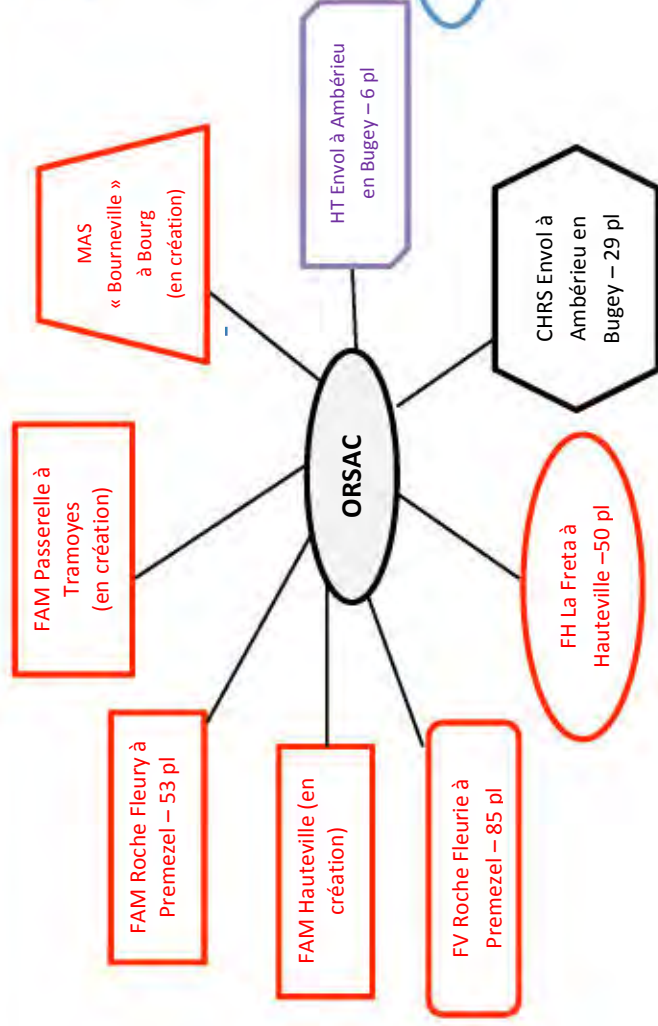 FAM Passerelle à
Tramoyes
(en création)
MAS
« Bourneville »
à Bourg
(en création)
-
FAM Roche Fleury à
Premezel – 53 pl
HT Envol à Ambérieu
en Bugey – 6 pl
FAM Hauteville (en
création)
ORSAC
FV Roche Fleurie à
Premezel – 85 pl
CHRS Envol à
Ambérieu en
Bugey – 29 pl
FH La Freta à
Hauteville –50 pl